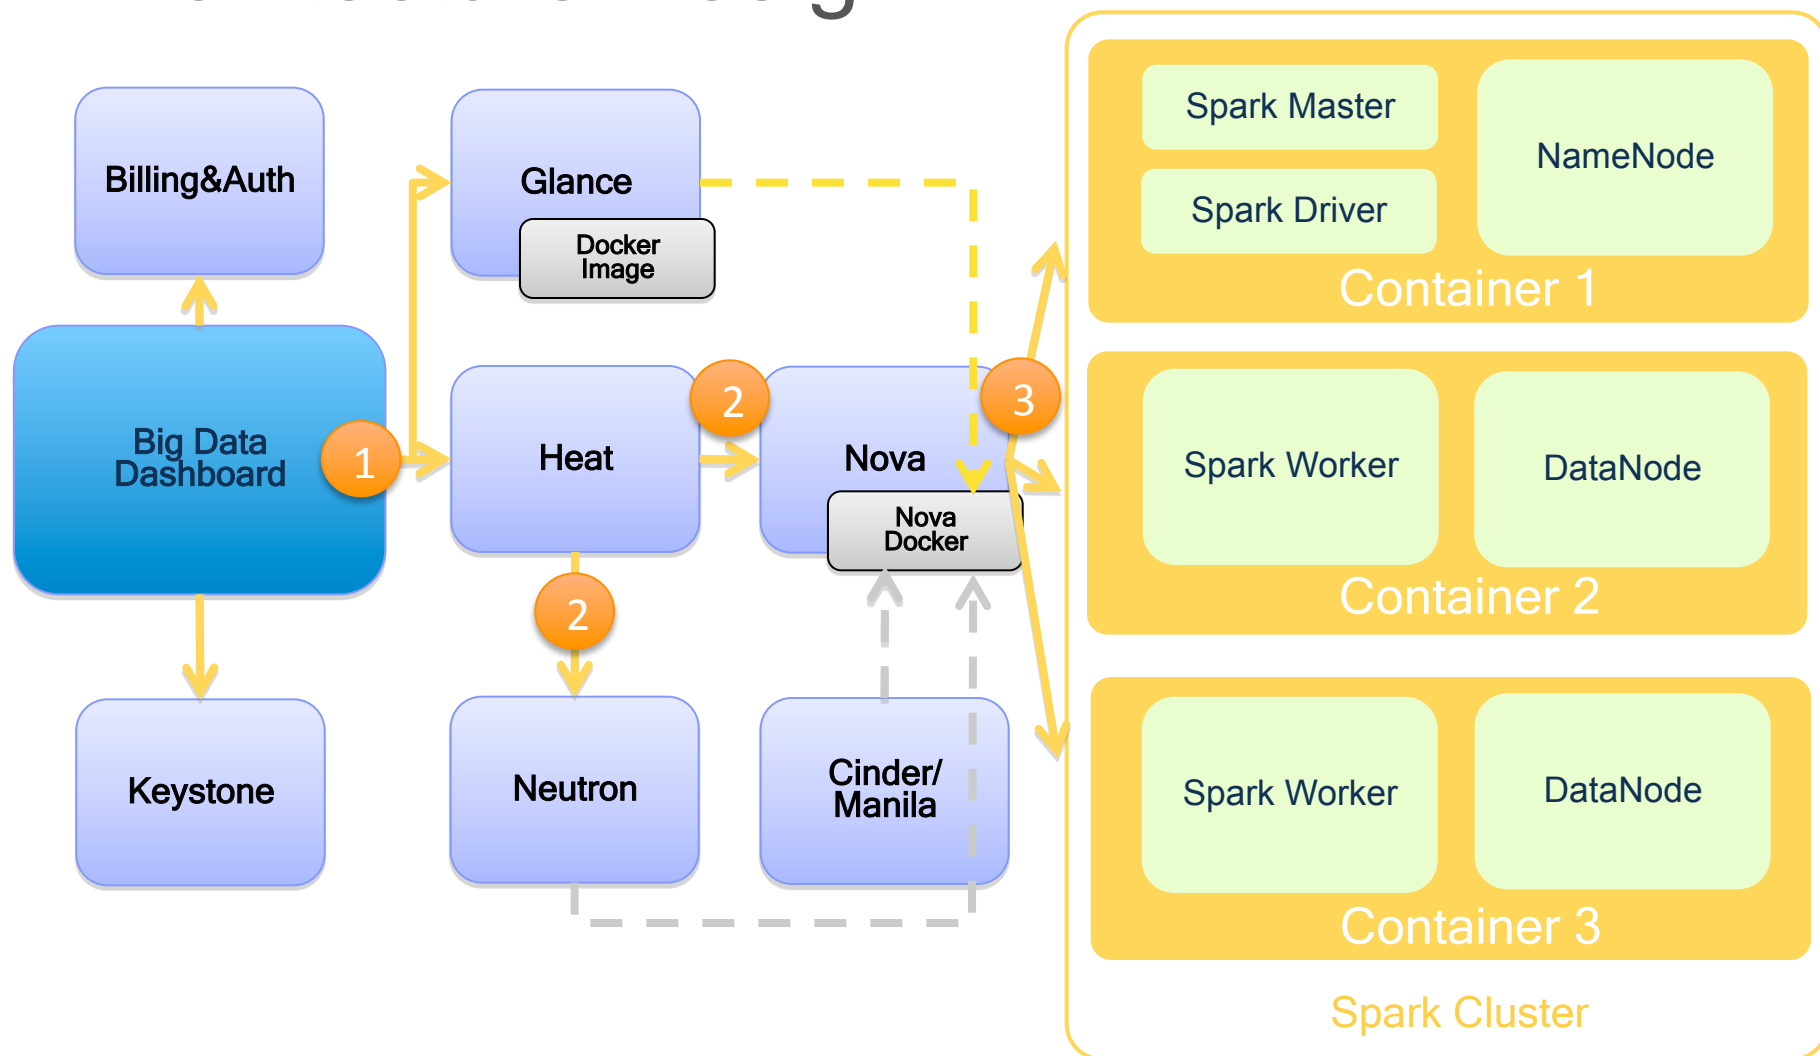 Billing&Auth
Glance
Docker
Image
Big Data
Dashboard
1
Heat
2
Nova
Nova
Docker
3
2
Keystone
Neutron
Cinder/
Manila
Spark Master
Spark Driver
NameNode
Container 1
Spark Worker
DataNode
Container 2
Spark Worker
DataNode
Container 3
Spark Cluster